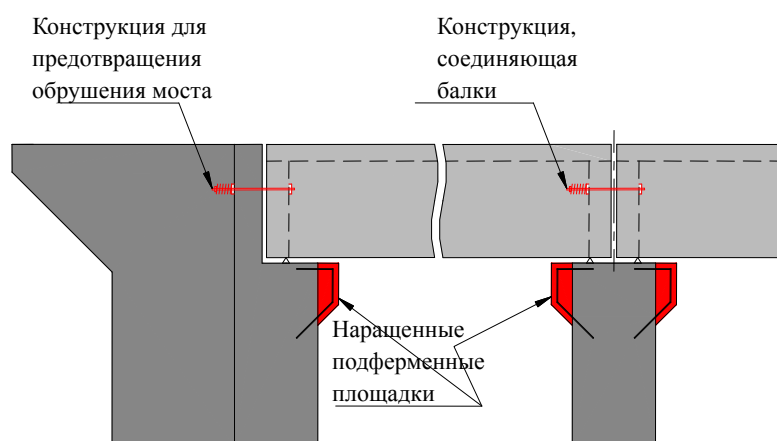 Конструкция для
предотвращения
обрушения моста
Конструкция,
соединяющая
балки
Наращенные
подферменные
площадки